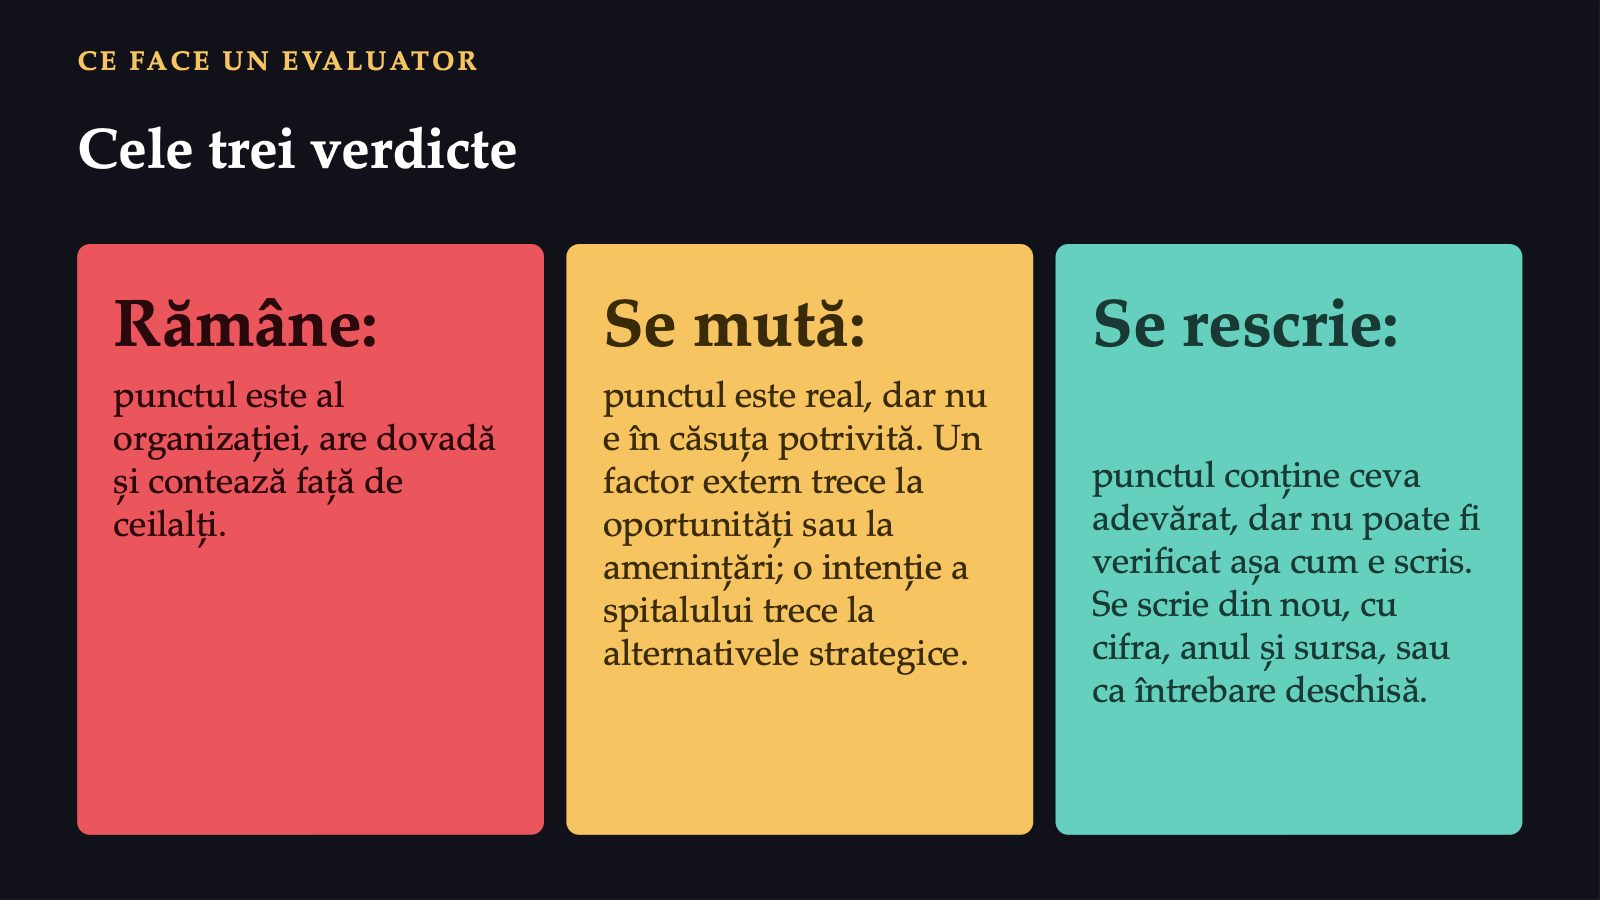 CE FACE UN EVALUATOR
Cele trei verdicte
Rămâne:
punctul este al
organizației, are dovadă
și contează față de
ceilalți.
Se mută:
punctul este real, dar nu
e în căsuța potrivită. Un
factor extern trece la
oportunități sau la
amenințări; o intenție a
spitalului trece la
alternativele strategice.
Se rescrie:
punctul conține ceva
adevărat, dar nu poate fi
verificat așa cum e scris.
Se scrie din nou, cu
cifra, anul și sursa, sau
ca întrebare deschisă.